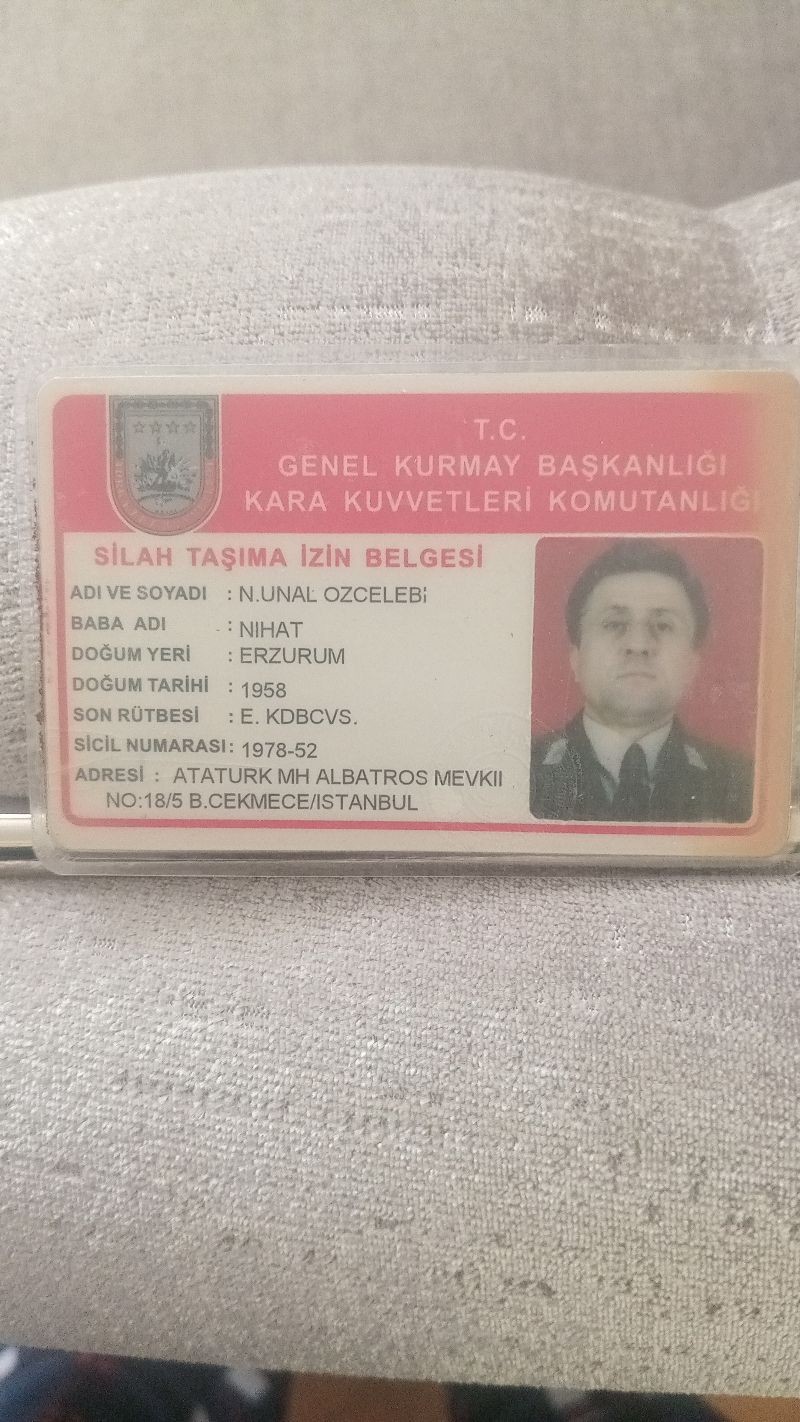 T.C.
GENEL KURMAY BAŞKANLIĞI
KARA KUVVETLERİ KOMUTANLIĞI
SİLAH TAŞIMA İZİN BELGESİ
ADI VE SOYADI : N.UNAL OZCELEBİ
BABA ADI : NIHAT
DOĞUM YERİ : ERZURUM
DOĞUM TARİHİ : 1958
SON RÜTBESİ : E. KDBCVS.
SİCİL NUMARASI : 1978-52
ADRESİ : ATATURK MH ALBATROS MEVKII
NO:18/5 B.CEKMECE/ISTANBUL